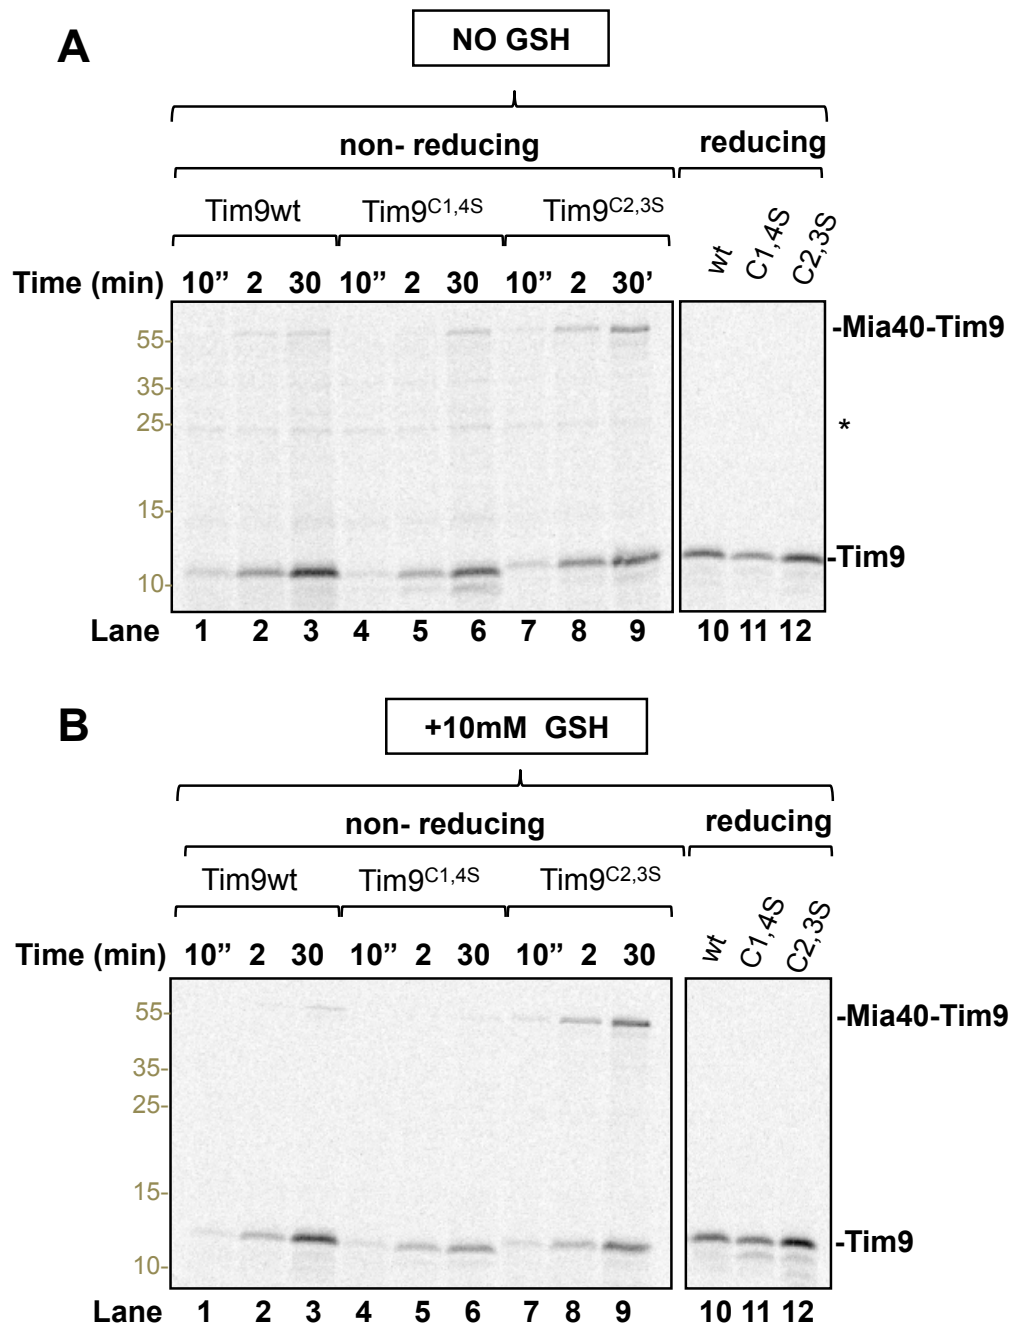 A
NO GSH
non- reducing
reducing
Tim9wt Tim9C1,4S Tim9C2,3S wt C1,4S C2,3S
Time (min) 10” 2 30 10” 2 30 10” 2 30’
55- -Mia40-Tim9
35-
25- *
15-
-Tim9
10-
Lane 1 2 3 4 5 6 7 8 9 10 11 12
B
+10mM GSH
non- reducing
reducing
Tim9wt Tim9C1,4S Tim9C2,3S wt C1,4S C2,3S
Time (min) 10” 2 30 10” 2 30 10” 2 30
55- -Mia40-Tim9
35-
25-
15-
-Tim9
10-
Lane 1 2 3 4 5 6 7 8 9 10 11 12